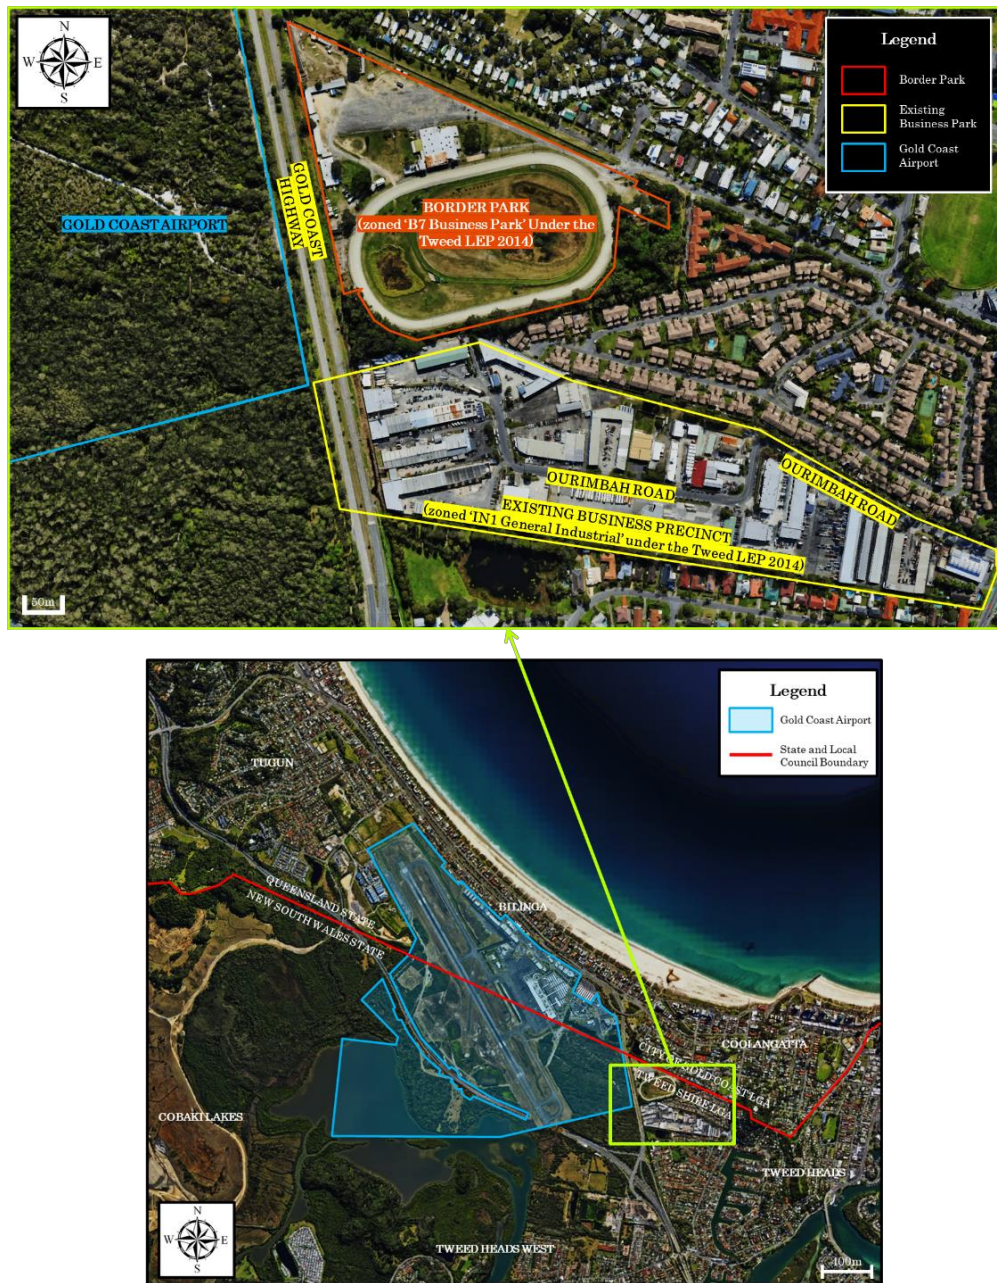 N
W
E
S
Legend
Border Park
Existing
Business Park
Gold Coast
Airport
GOLD COAST AIRPORT
GOLD COAST
HIGHWAY
BORDER PARK
(zoned ‘B7 Business Park’ Under the
Tweed LEP 2014)
OURIMBAH ROAD
OURIMBAH ROAD
EXISTING BUSINESS PRECINCT
(zoned ‘IN1 General Industrial’ under the Tweed LEP 2014)
50m
Legend
Gold Coast Airport
State and Local
Council Boundary
TUGUN
QUEENSLAND STATE
NEW SOUTH WALES STATE
BILINGA
COOLANGATTA
CITY GOLD COAST LGA
TWEED SHIRE LGA
COBAKI LAKES
TWEED HEADS
N
W
E
S
TWEED HEADS WEST
400m